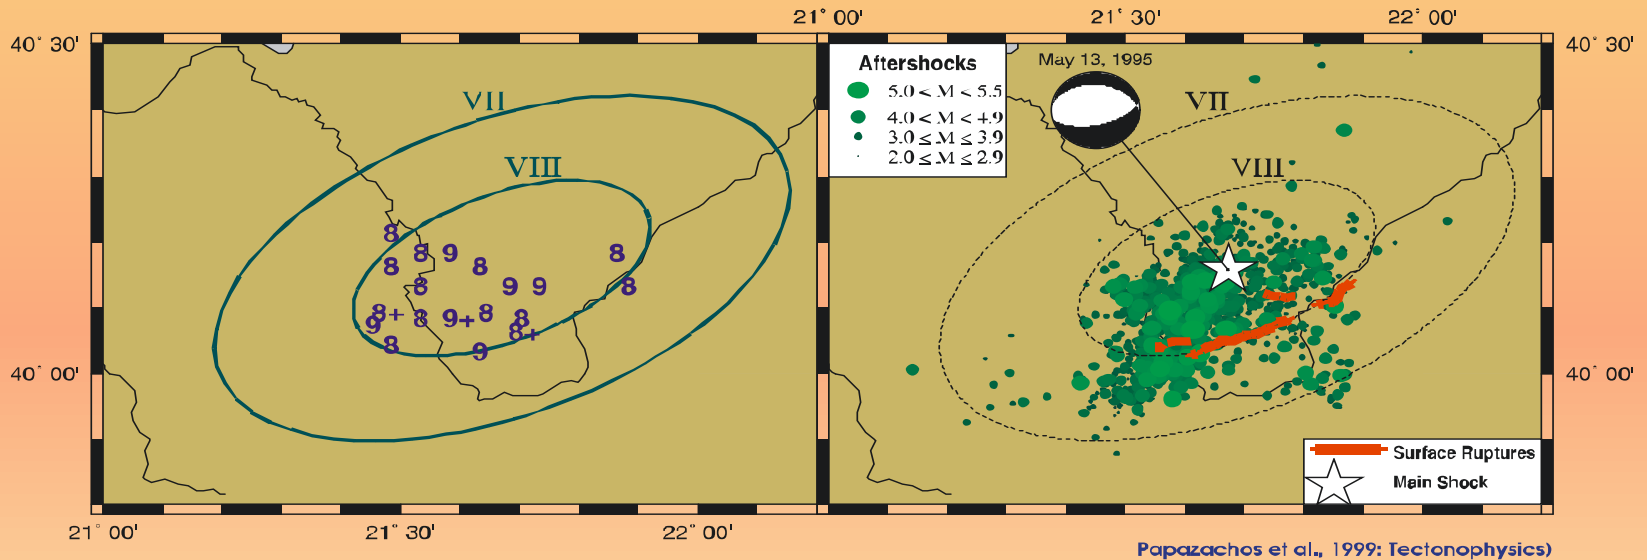 21° 00' 21° 30' 22° 00'
40° 30' 40° 30'
Aftershocks
5.0 < M < 5.5
4.0 < M < 4.9
3.0 ≤ M ≤ 3.9
2.0 ≤ M ≤ 2.9
May 13, 1995
VII VII
VIII VIII
8
8 9 8
8 8
8 9 9 8
8+ 8 9+ 8 8
9 8+
8 9
40° 00' 40° 00'
Surface Ruptures
Main Shock
21° 00' 21° 30' 22° 00'
Papazachos et al., 1999: Tectonophysics)